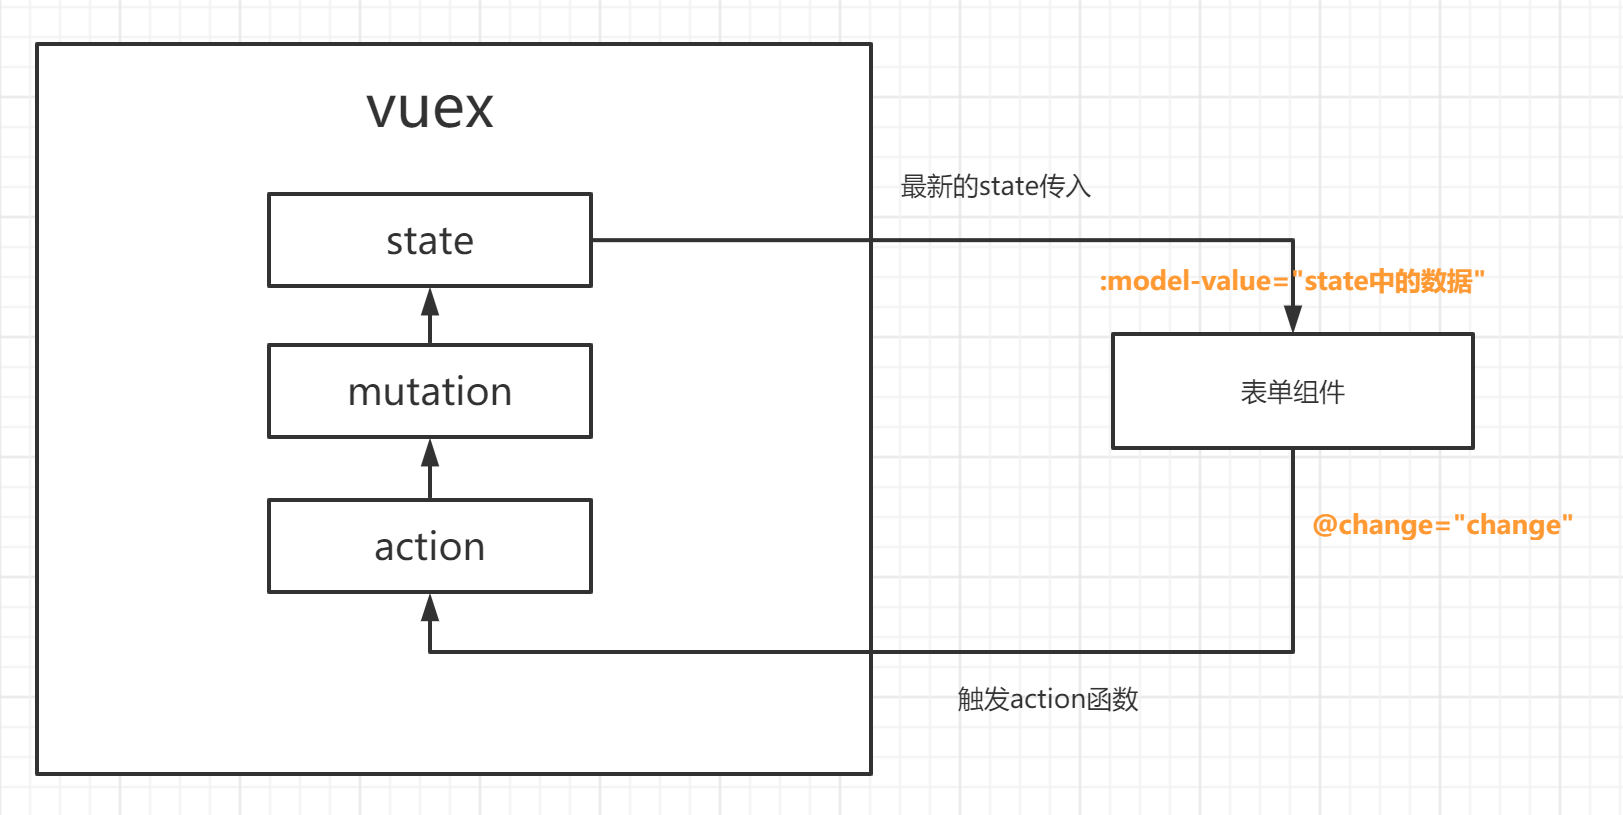 vuex
最新的state传入
state
:model-value="state中的数据"
mutation
表单组件
@change="change"
action
触发action函数